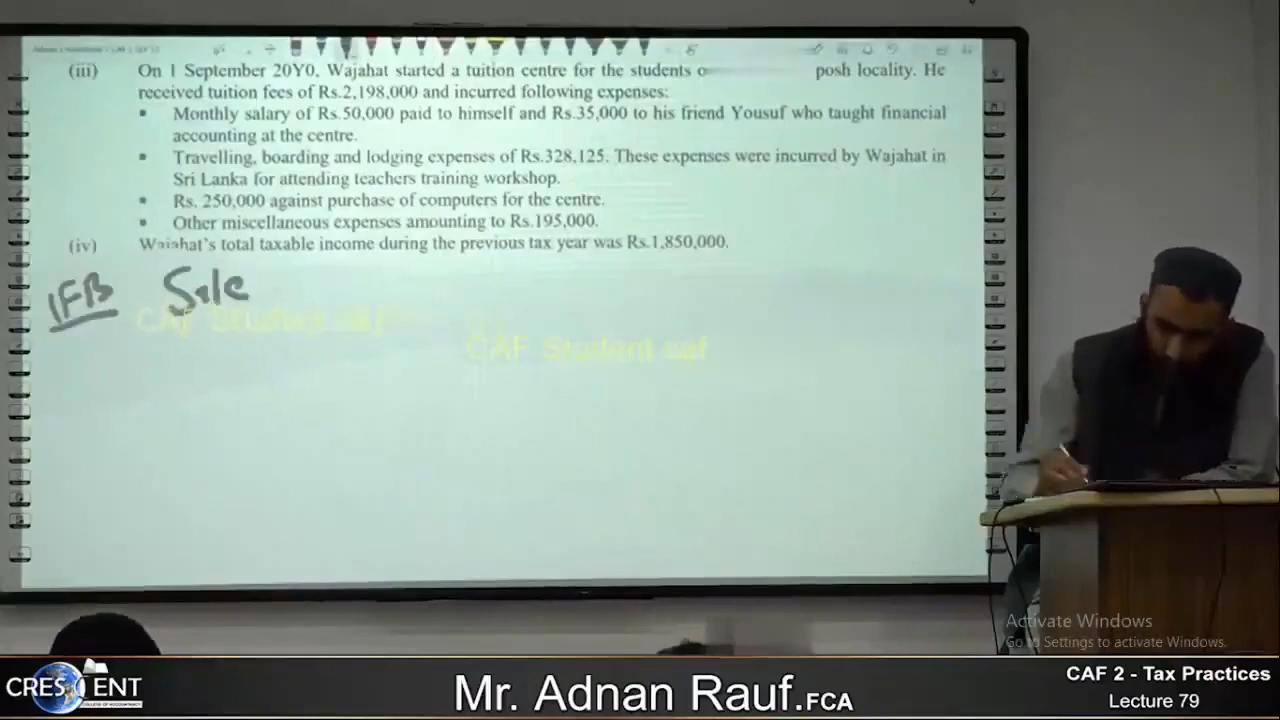 (iii) On 1 September 20Y0, Wajahat started a tuition centre for the students o posh locality. He
received tuition fees of Rs.2,198,000 and incurred following expenses:
▪ Monthly salary of Rs.50,000 paid to himself and Rs.35,000 to his friend Yousuf who taught financial
accounting at the centre.
▪ Travelling, boarding and lodging expenses of Rs.328,125. These expenses were incurred by Wajahat in
Sri Lanka for attending teachers training workshop.
▪ Rs. 250,000 against purchase of computers for the centre.
▪ Other miscellaneous expenses amounting to Rs.195,000.
(iv) Wajahat's total taxable income during the previous tax year was Rs.1,850,000.
IFB Sale
CAF Student caf
CAF Student caf
Activate Windows
Go to Settings to activate Windows.
CRESCENT
COLLEGE OF ACCOUNTANCY
Mr. Adnan Rauf.FCA
CAF 2 - Tax Practices
Lecture 79